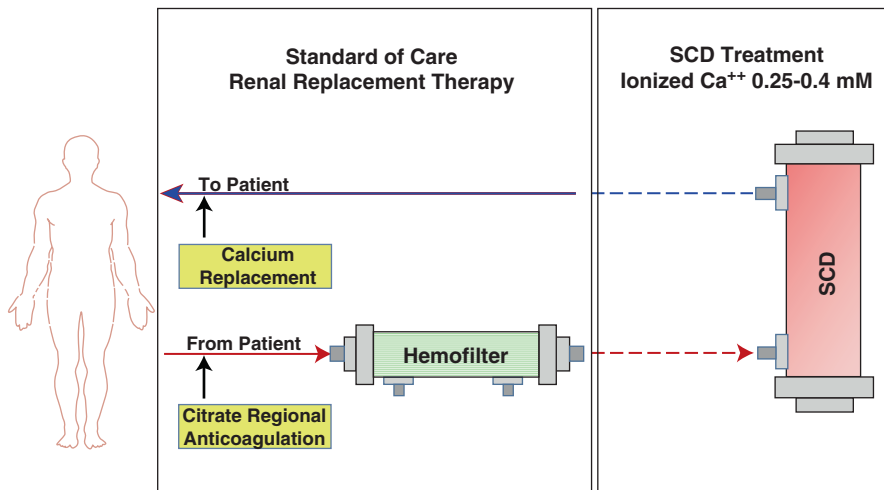 Standard of Care
Renal Replacement Therapy
SCD Treatment
Ionized Ca⁺⁺ 0.25-0.4 mM
To Patient
Calcium
Replacement
From Patient
Hemofilter
Citrate Regional
Anticoagulation
SCD